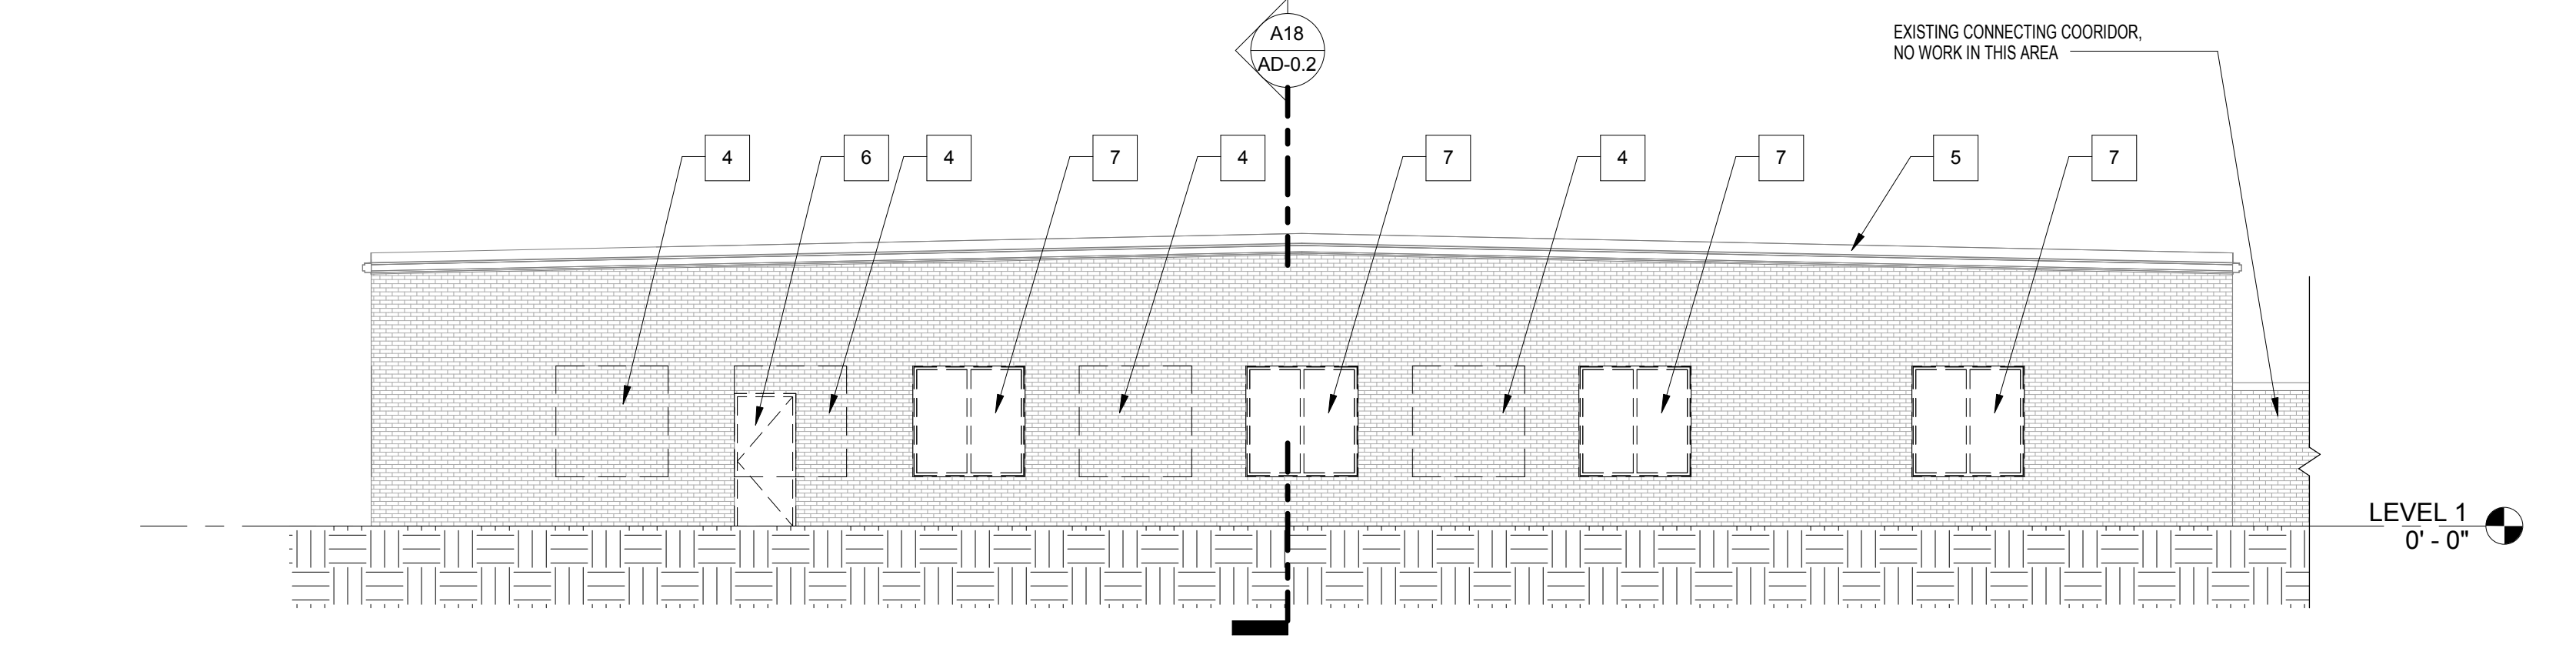 A18
AD-0.2
EXISTING CONNECTING COORIDOR,
NO WORK IN THIS AREA
4
6
4
7
4
7
4
7
5
7
LEVEL 1
0' - 0"